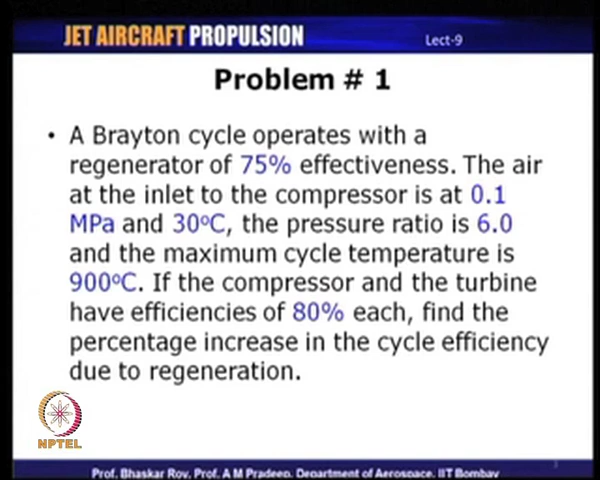 JET AIRCRAFT PROPULSION
Lect-9
Problem # 1
• A Brayton cycle operates with a
regenerator of 75% effectiveness. The air
at the inlet to the compressor is at 0.1
MPa and 30ºC, the pressure ratio is 6.0
and the maximum cycle temperature is
900ºC. If the compressor and the turbine
have efficiencies of 80% each, find the
percentage increase in the cycle efficiency
due to regeneration.
NPTEL
Prof. Bhaskar Roy, Prof. A M Pradeep, Department of Aerospace, IIT Bombay